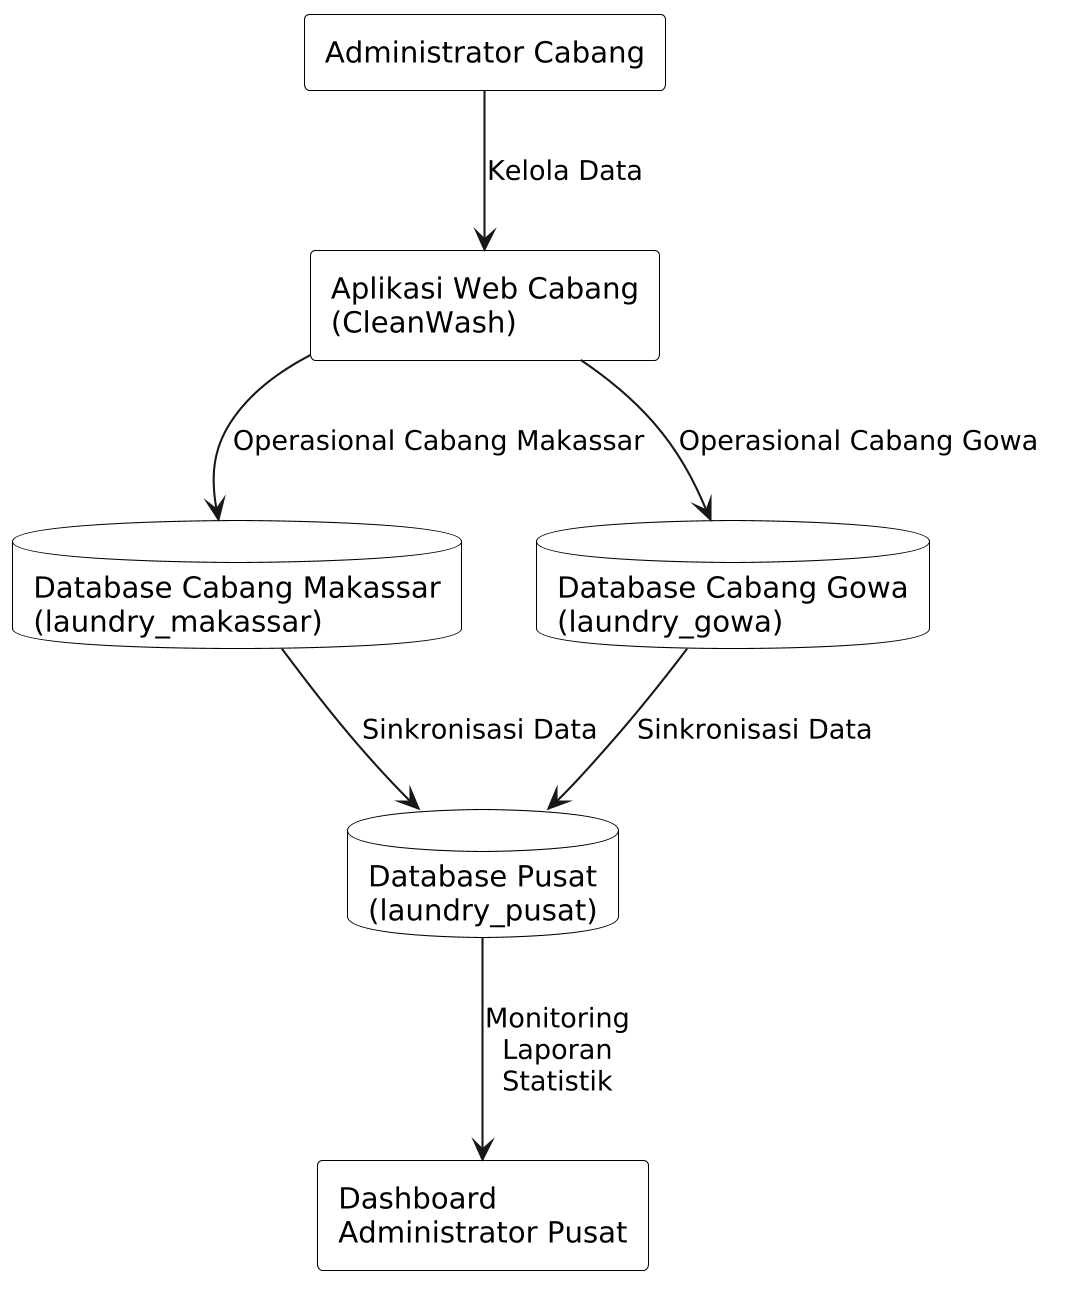 Administrator Cabang
Kelola Data
Aplikasi Web Cabang
(CleanWash)
Operasional Cabang Makassar
Operasional Cabang Gowa
Database Cabang Makassar
(laundry_makassar)
Database Cabang Gowa
(laundry_gowa)
Sinkronisasi Data
Sinkronisasi Data
Database Pusat
(laundry_pusat)
Monitoring
Laporan
Statistik
Dashboard
Administrator Pusat